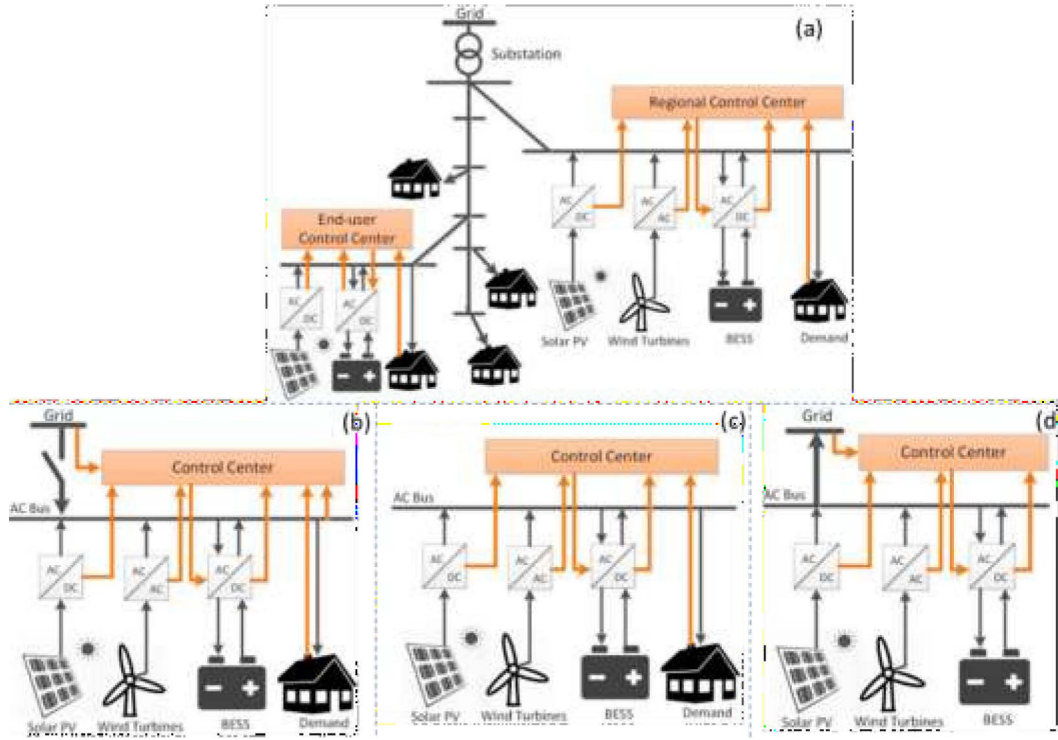 Grid
(a)
Substation
Regional Control Center
AC
DC
AC
AC
AC
DC
End-user
Control Center
AC
DC
AC
DC
Solar PV
Wind Turbines
BESS
Demand
Grid
(b)
Control Center
AC Bus
AC
DC
AC
AC
AC
DC
Solar PV
Wind Turbines
BESS
Demand
(c)
Control Center
AC Bus
AC
DC
AC
AC
AC
DC
Solar PV
Wind Turbines
BESS
Demand
Grid
(d)
Control Center
AC Bus
AC
DC
AC
AC
AC
DC
Solar PV
Wind Turbines
BESS